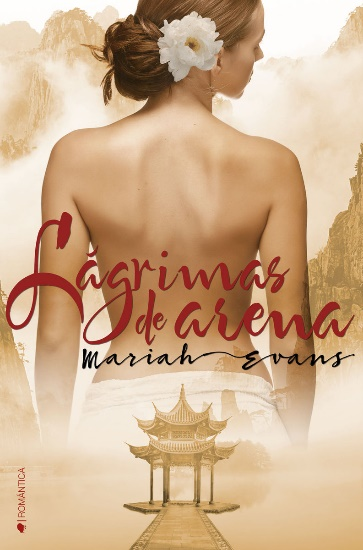 Lágrimas
de arena
Mariah Evans
ROMÁNTICA